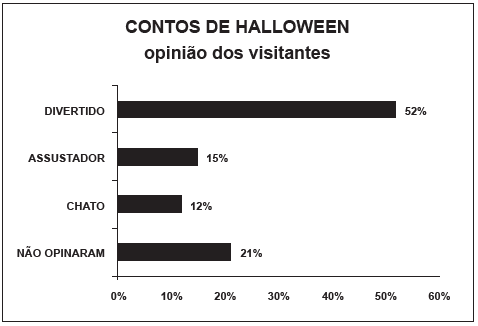 CONTOS DE HALLOWEEN
opinião dos visitantes
DIVERTIDO 52%
ASSUSTADOR 15%
CHATO 12%
NÃO OPINARAM 21%
0% 10% 20% 30% 40% 50% 60%